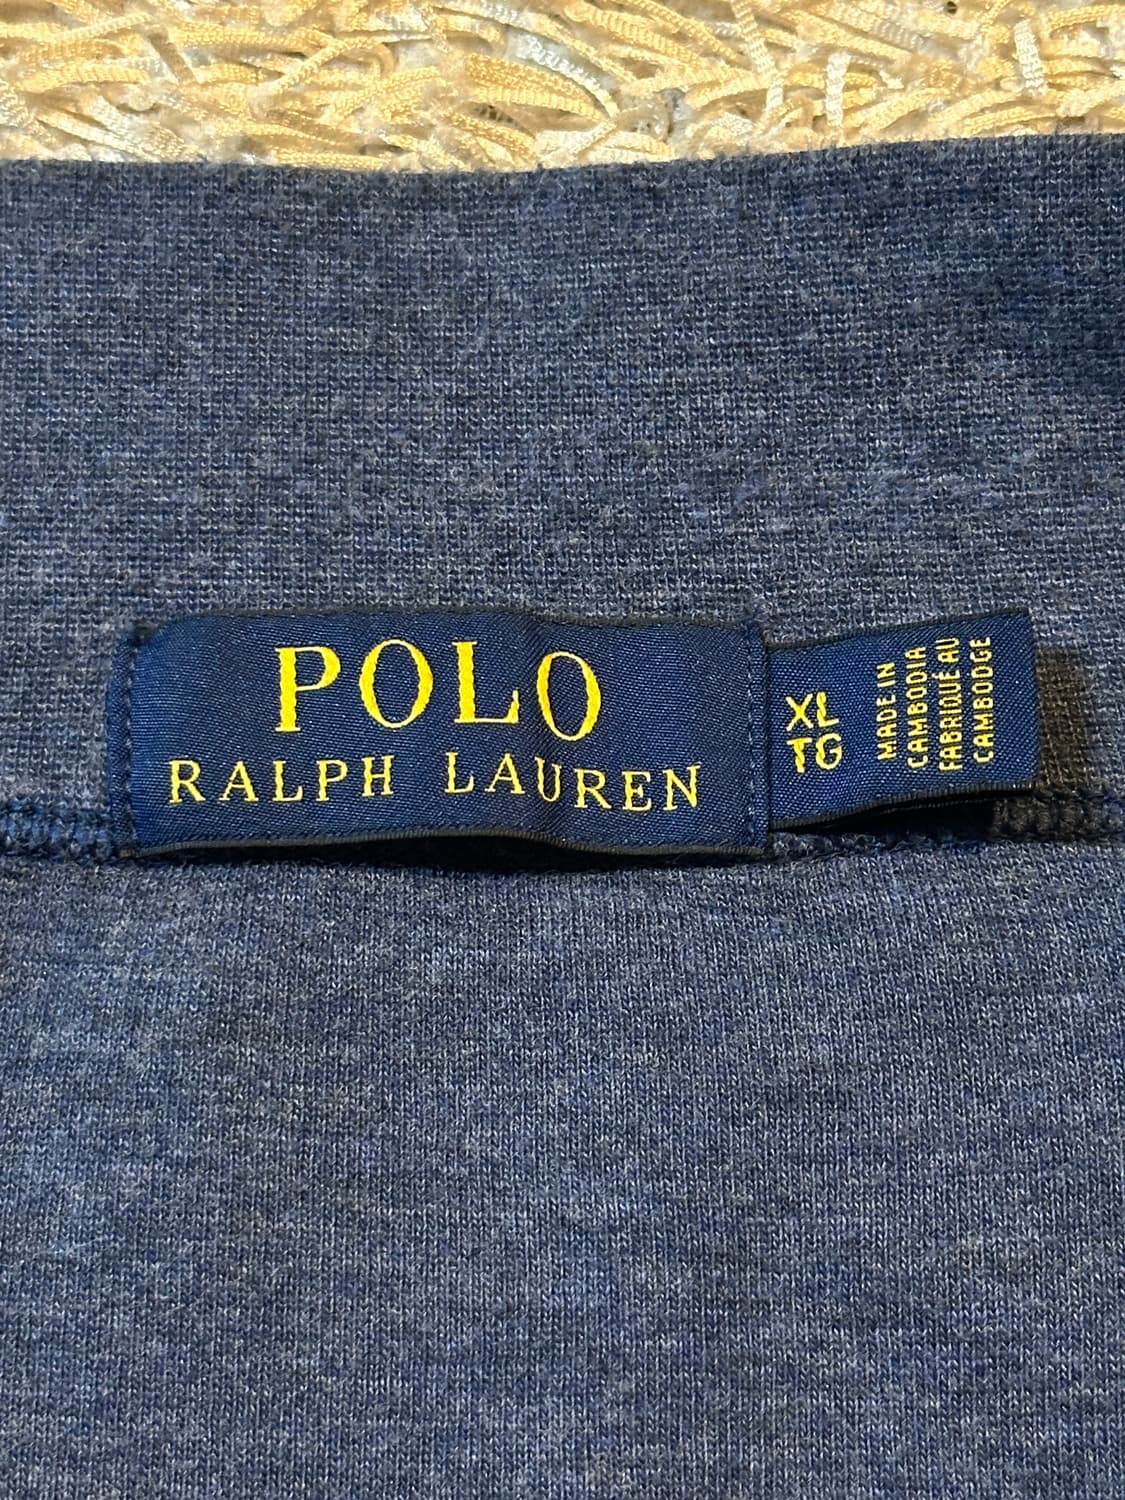 POLO
RALPH LAUREN
XL
TG
MADE IN
CAMBODIA
FABRIQUÉ AU
CAMBODGE